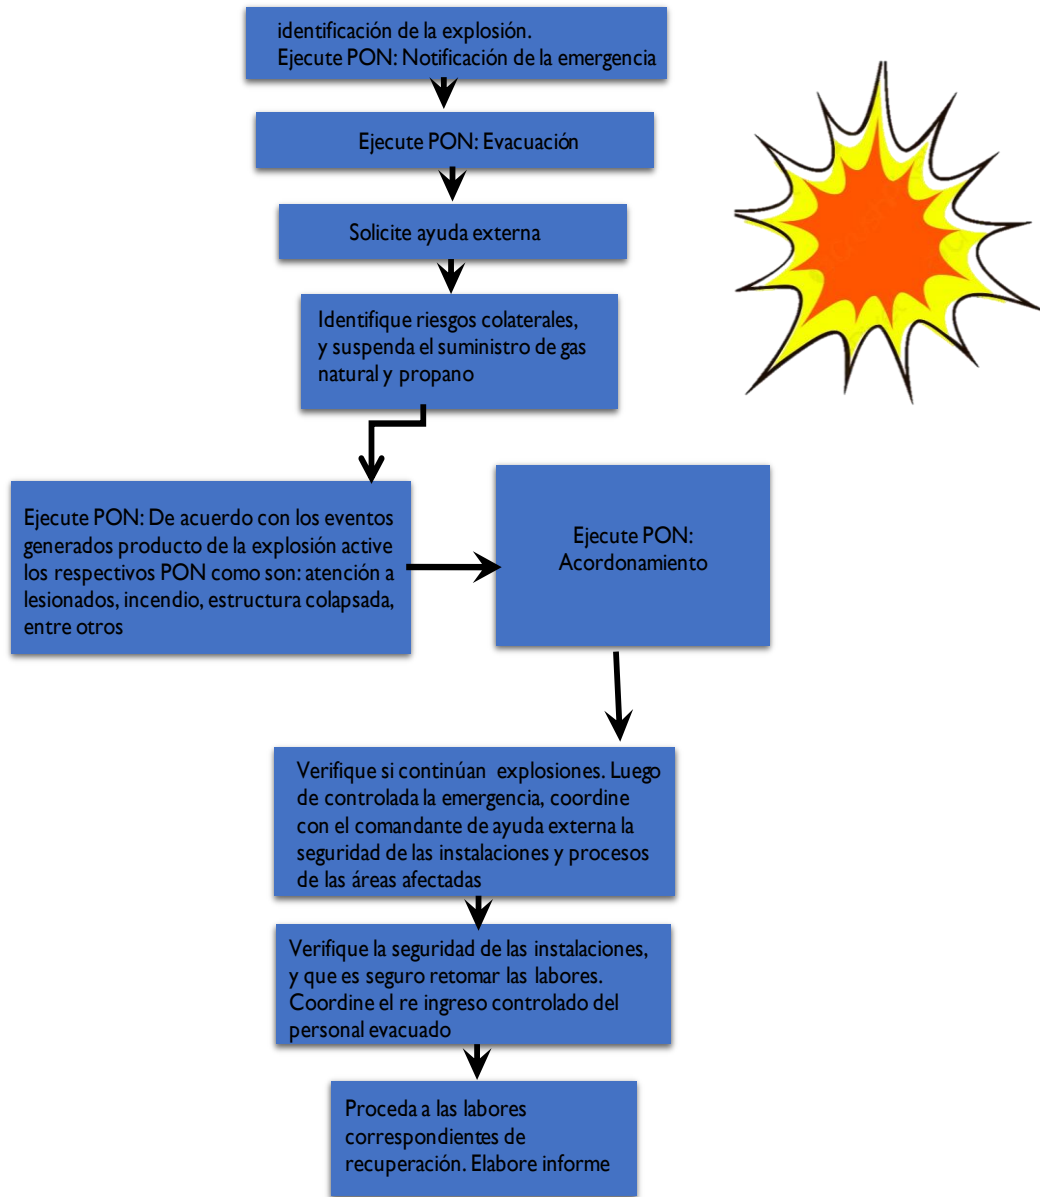 identificación de la explosión.
Ejecute PON: Notificación de la emergencia
Ejecute PON: Evacuación
Solicite ayuda externa
Identifique riesgos colaterales,
y suspenda el suministro de gas
natural y propano
Ejecute PON: De acuerdo con los eventos
generados producto de la explosión active
los respectivos PON como son: atención a
lesionados, incendio, estructura colapsada,
entre otros
Ejecute PON:
Acordonamiento
Verifique si continúan explosiones. Luego
de controlada la emergencia, coordine
con el comandante de ayuda externa la
seguridad de las instalaciones y procesos
de las áreas afectadas
Verifique la seguridad de las instalaciones,
y que es seguro retomar las labores.
Coordine el re ingreso controlado del
personal evacuado
Proceda a las labores
correspondientes de
recuperación. Elabore informe